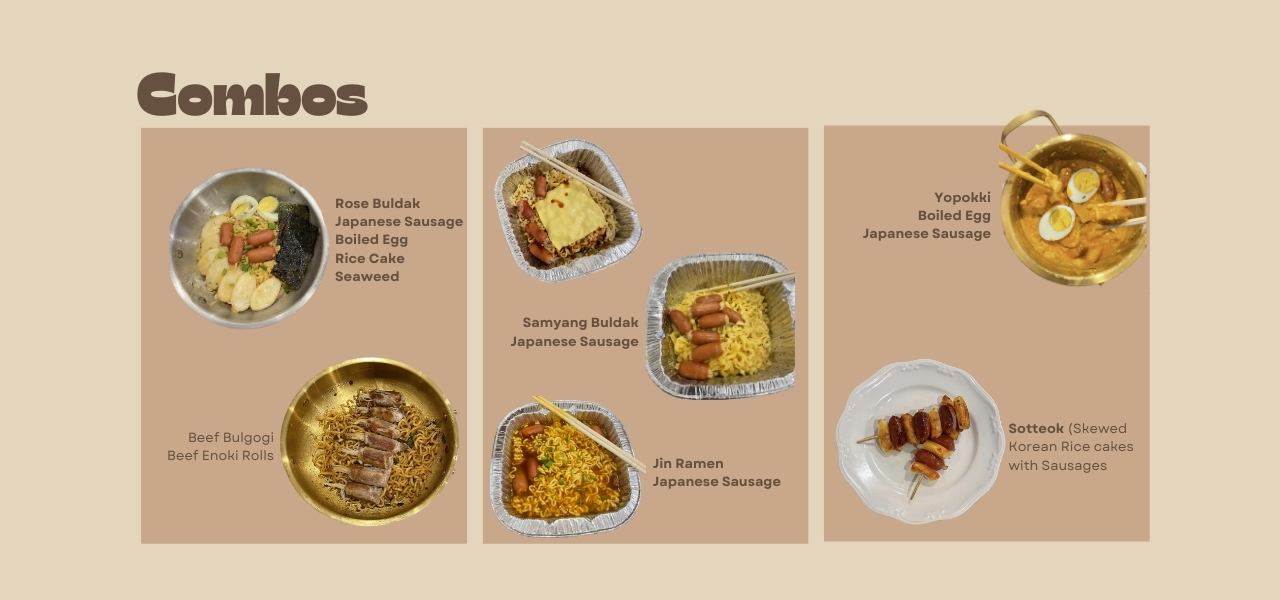 Combos
Rose Buldak
Japanese Sausage
Boiled Egg
Rice Cake
Seaweed
Beef Bulgogi
Beef Enoki Rolls
Samyang Buldak
Japanese Sausage
Jin Ramen
Japanese Sausage
Yopokki
Boiled Egg
Japanese Sausage
Sotteok (Skewed
Korean Rice cakes
with Sausages